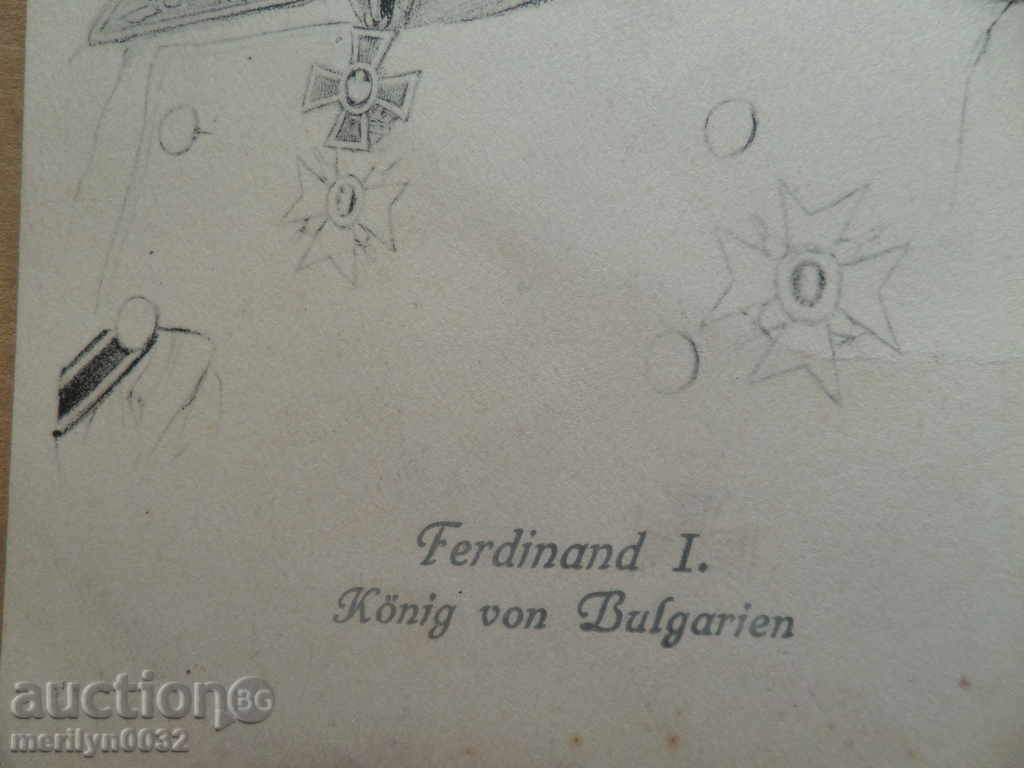 Ferdinand I.
König von Bulgarien
auction BG
merilyn0032